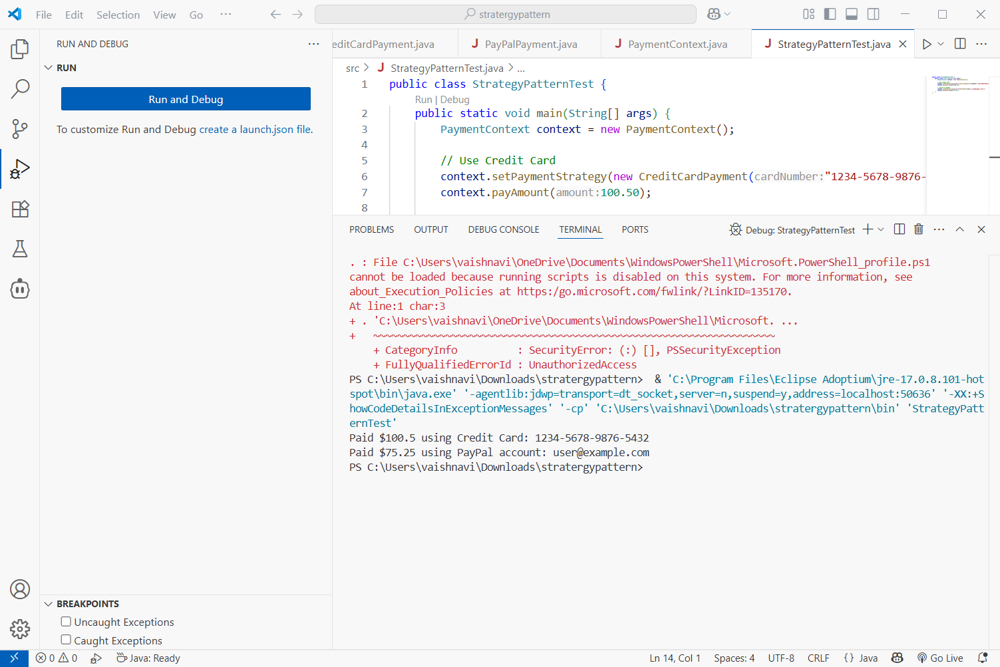 File Edit Selection View Go ...
stratergypattern
RUN AND DEBUG
RUN
Run and Debug
To customize Run and Debug create a launch.json file.
editCardPayment.java
PayPalPayment.java
PaymentContext.java
StrategyPatternTest.java
src > StrategyPatternTest.java > ...
1 public class StrategyPatternTest {
Run | Debug
2 public static void main(String[] args) {
3 PaymentContext context = new PaymentContext();
4
5 // Use Credit Card
6 context.setPaymentStrategy(new CreditCardPayment(cardNumber:"1234-5678-9876-
7 context.payAmount(amount:100.50);
8
PROBLEMS OUTPUT DEBUG CONSOLE TERMINAL PORTS
Debug: StrategyPatternTest
. : File C:\Users\vaishnavi\OneDrive\Documents\WindowsPowerShell\Microsoft.PowerShell_profile.ps1
cannot be loaded because running scripts is disabled on this system. For more information, see
about_Execution_Policies at https:/go.microsoft.com/fwlink/?LinkID=135170.
At line:1 char:3
+ . 'C:\Users\vaishnavi\OneDrive\Documents\WindowsPowerShell\Microsoft. ...
+ ~~~~~~~~~~~~~~~~~~~~~~~~~~~~~~~~~~~~~~~~~~~~~~~~~~~~~~~~~~~~~~~~~~~
+ CategoryInfo : SecurityError: (:) [], PSSecurityException
+ FullyQualifiedErrorId : UnauthorizedAccess
PS C:\Users\vaishnavi\Downloads\stratergypattern> & 'C:\Program Files\Eclipse Adoptium\jre-17.0.8.101-hot
spot\bin\java.exe' '-agentlib:jdwp=transport=dt_socket,server=n,suspend=y,address=localhost:50636' '-XX:+S
howCodeDetailsInExceptionMessages' '-cp' 'C:\Users\vaishnavi\Downloads\stratergypattern\bin' 'StrategyPatt
ernTest'
Paid $100.5 using Credit Card: 1234-5678-9876-5432
Paid $75.25 using PayPal account: user@example.com
PS C:\Users\vaishnavi\Downloads\stratergypattern>
BREAKPOINTS
Uncaught Exceptions
Caught Exceptions
0 0 Java: Ready Ln 14, Col 1 Spaces: 4 UTF-8 CRLF {} Java Go Live